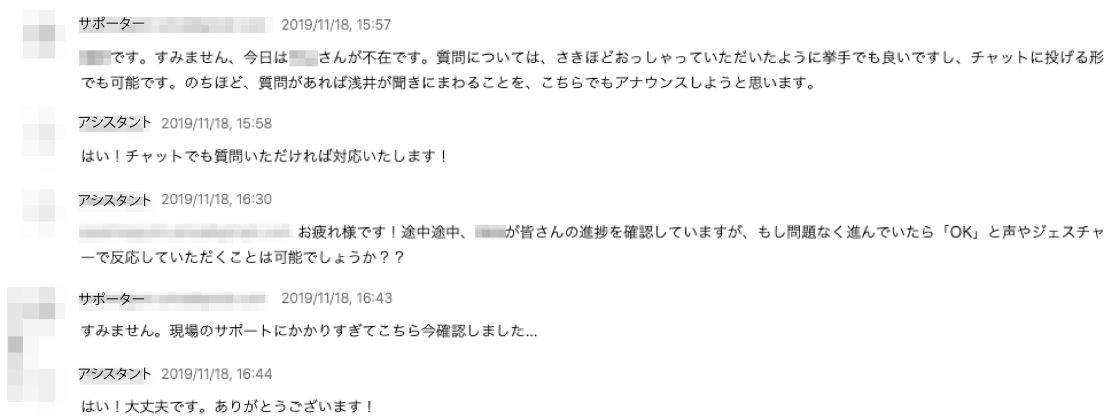 サポーター 2019/11/18, 15:57
です。すみません、今日は さんが不在です。質問については、さきほどおっしゃっていただいたように挙手でも良いですし、チャットに投げる形
でも可能です。のちほど、質問があれば浅井が聞きにまわることを、こちらでもアナウンスしようと思います。
アシスタント 2019/11/18, 15:58
はい！チャットでも質問いただければ対応いたします！
アシスタント 2019/11/18, 16:30
お疲れ様です！途中途中、 が皆さんの進捗を確認していますが、もし問題なく進んでいたら「OK」と声やジェスチャ
ーで反応していただくことは可能でしょうか？？
サポーター 2019/11/18, 16:43
すみません。現場のサポートにかかりすぎてこちら今確認しました...
アシスタント 2019/11/18, 16:44
はい！大丈夫です。ありがとうございます！